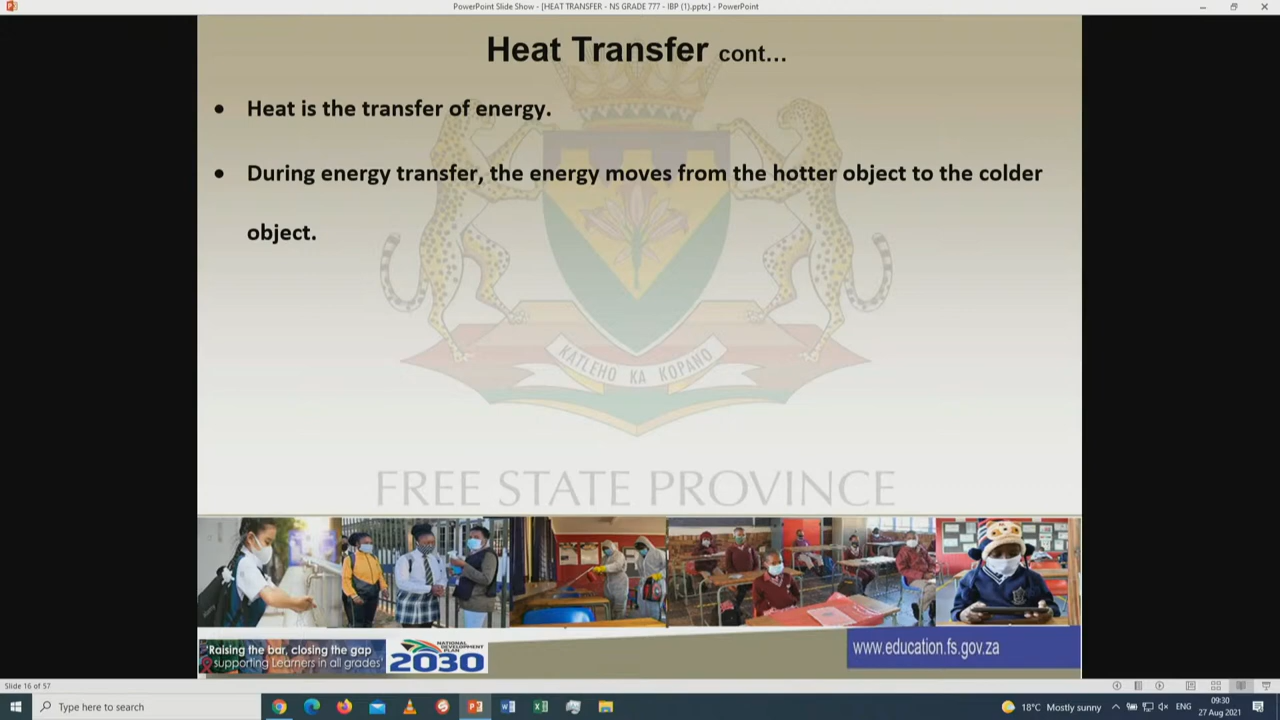 PowerPoint Slide Show - [HEAT TRANSFER - NS GRADE 777 - IBP (1).pptx] - PowerPoint
Heat Transfer cont...
• Heat is the transfer of energy.
• During energy transfer, the energy moves from the hotter object to the colder
object.
KATLEHO KA KOPANO
FREE STATE PROVINCE
'Raising the bar, closing the gap
supporting Learners in all grades'
NATIONAL
DEVELOPMENT
PLAN
2030
www.education.fs.gov.za
Slide 16 of 57
Type here to search
18°C Mostly sunny
ENG
09:30
27 Aug 2021